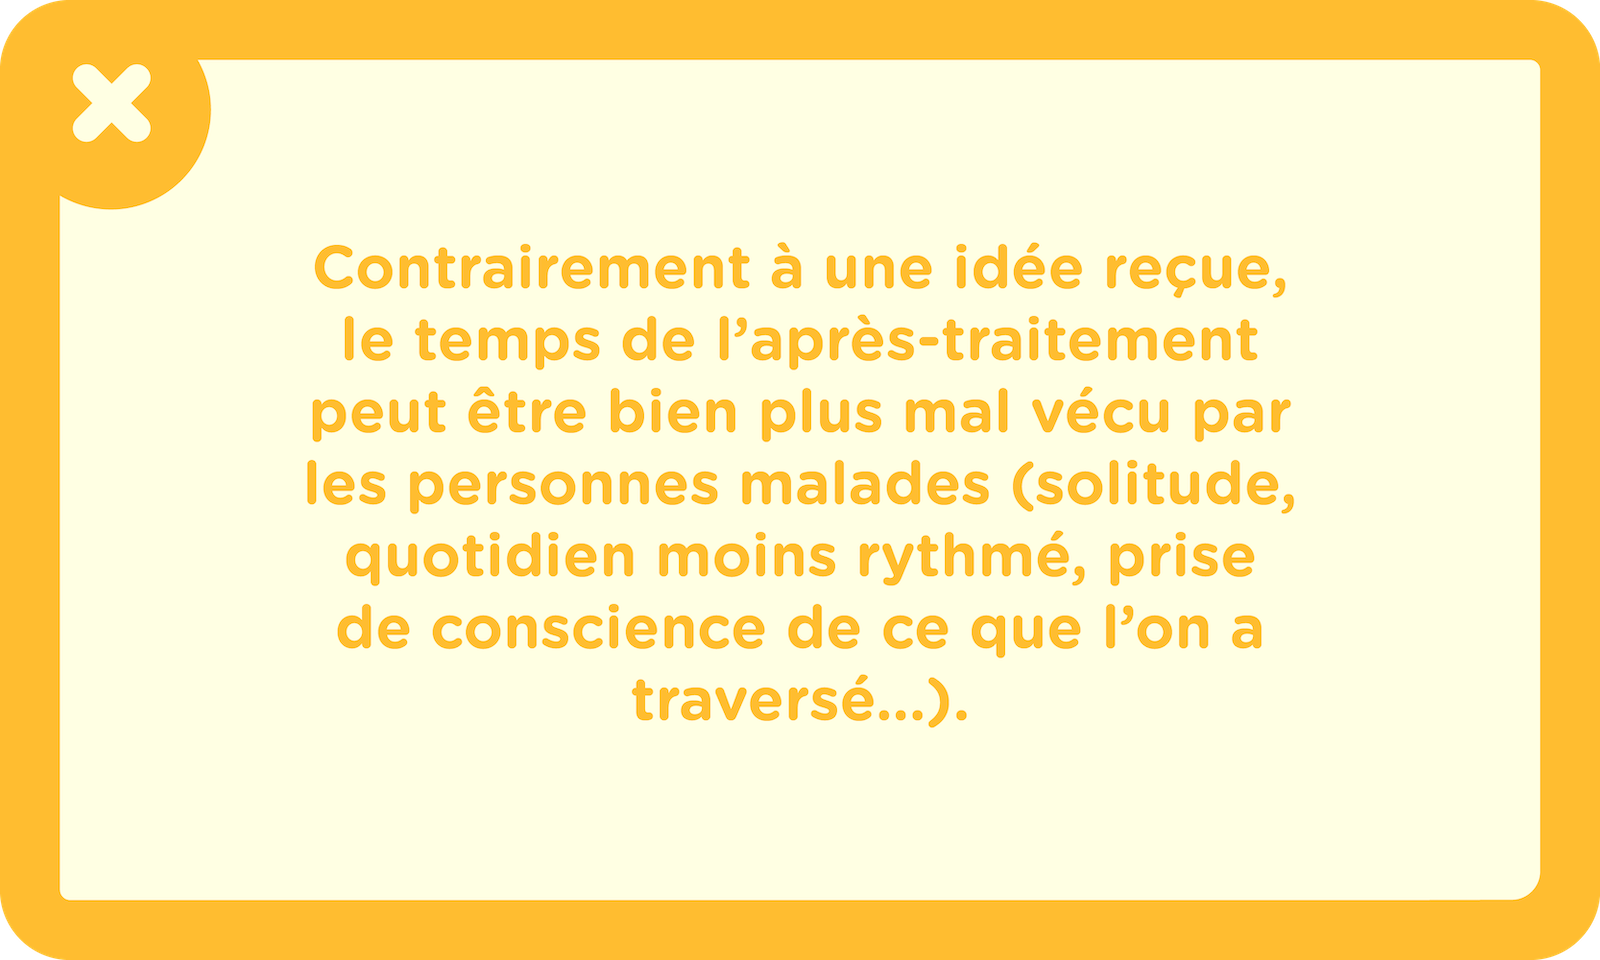 Contrairement à une idée reçue,
le temps de l’après-traitement
peut être bien plus mal vécu par
les personnes malades (solitude,
quotidien moins rythmé, prise
de conscience de ce que l’on a
traversé...).